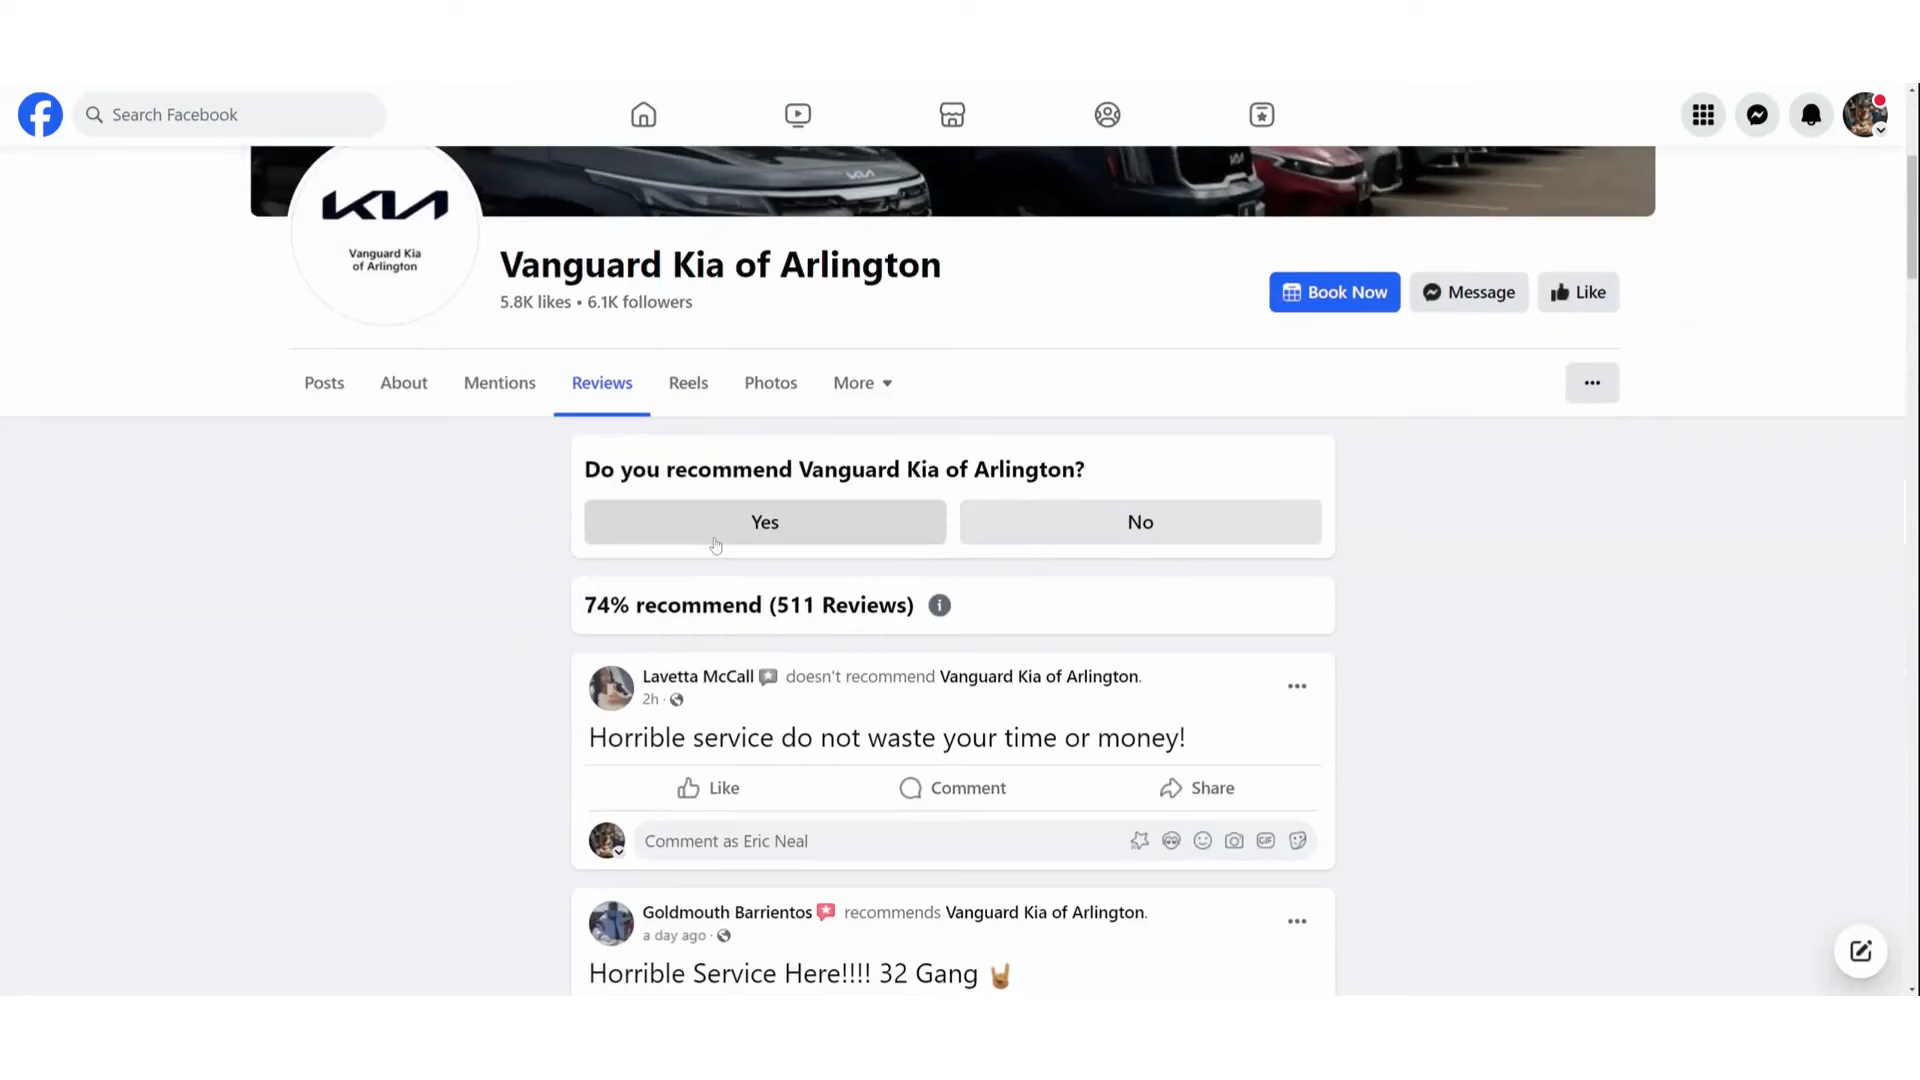 Search Facebook
KIA
Vanguard Kia
of Arlington
Vanguard Kia of Arlington
5.8K likes • 6.1K followers
Book Now
Message
Like
Posts
About
Mentions
Reviews
Reels
Photos
More
Do you recommend Vanguard Kia of Arlington?
Yes
No
74% recommend (511 Reviews)
Lavetta McCall doesn't recommend Vanguard Kia of Arlington.
2h ·
Horrible service do not waste your time or money!
Like
Comment
Share
Comment as Eric Neal
GIF
Goldmouth Barrientos recommends Vanguard Kia of Arlington.
a day ago ·
Horrible Service Here!!!! 32 Gang 🤘🏽